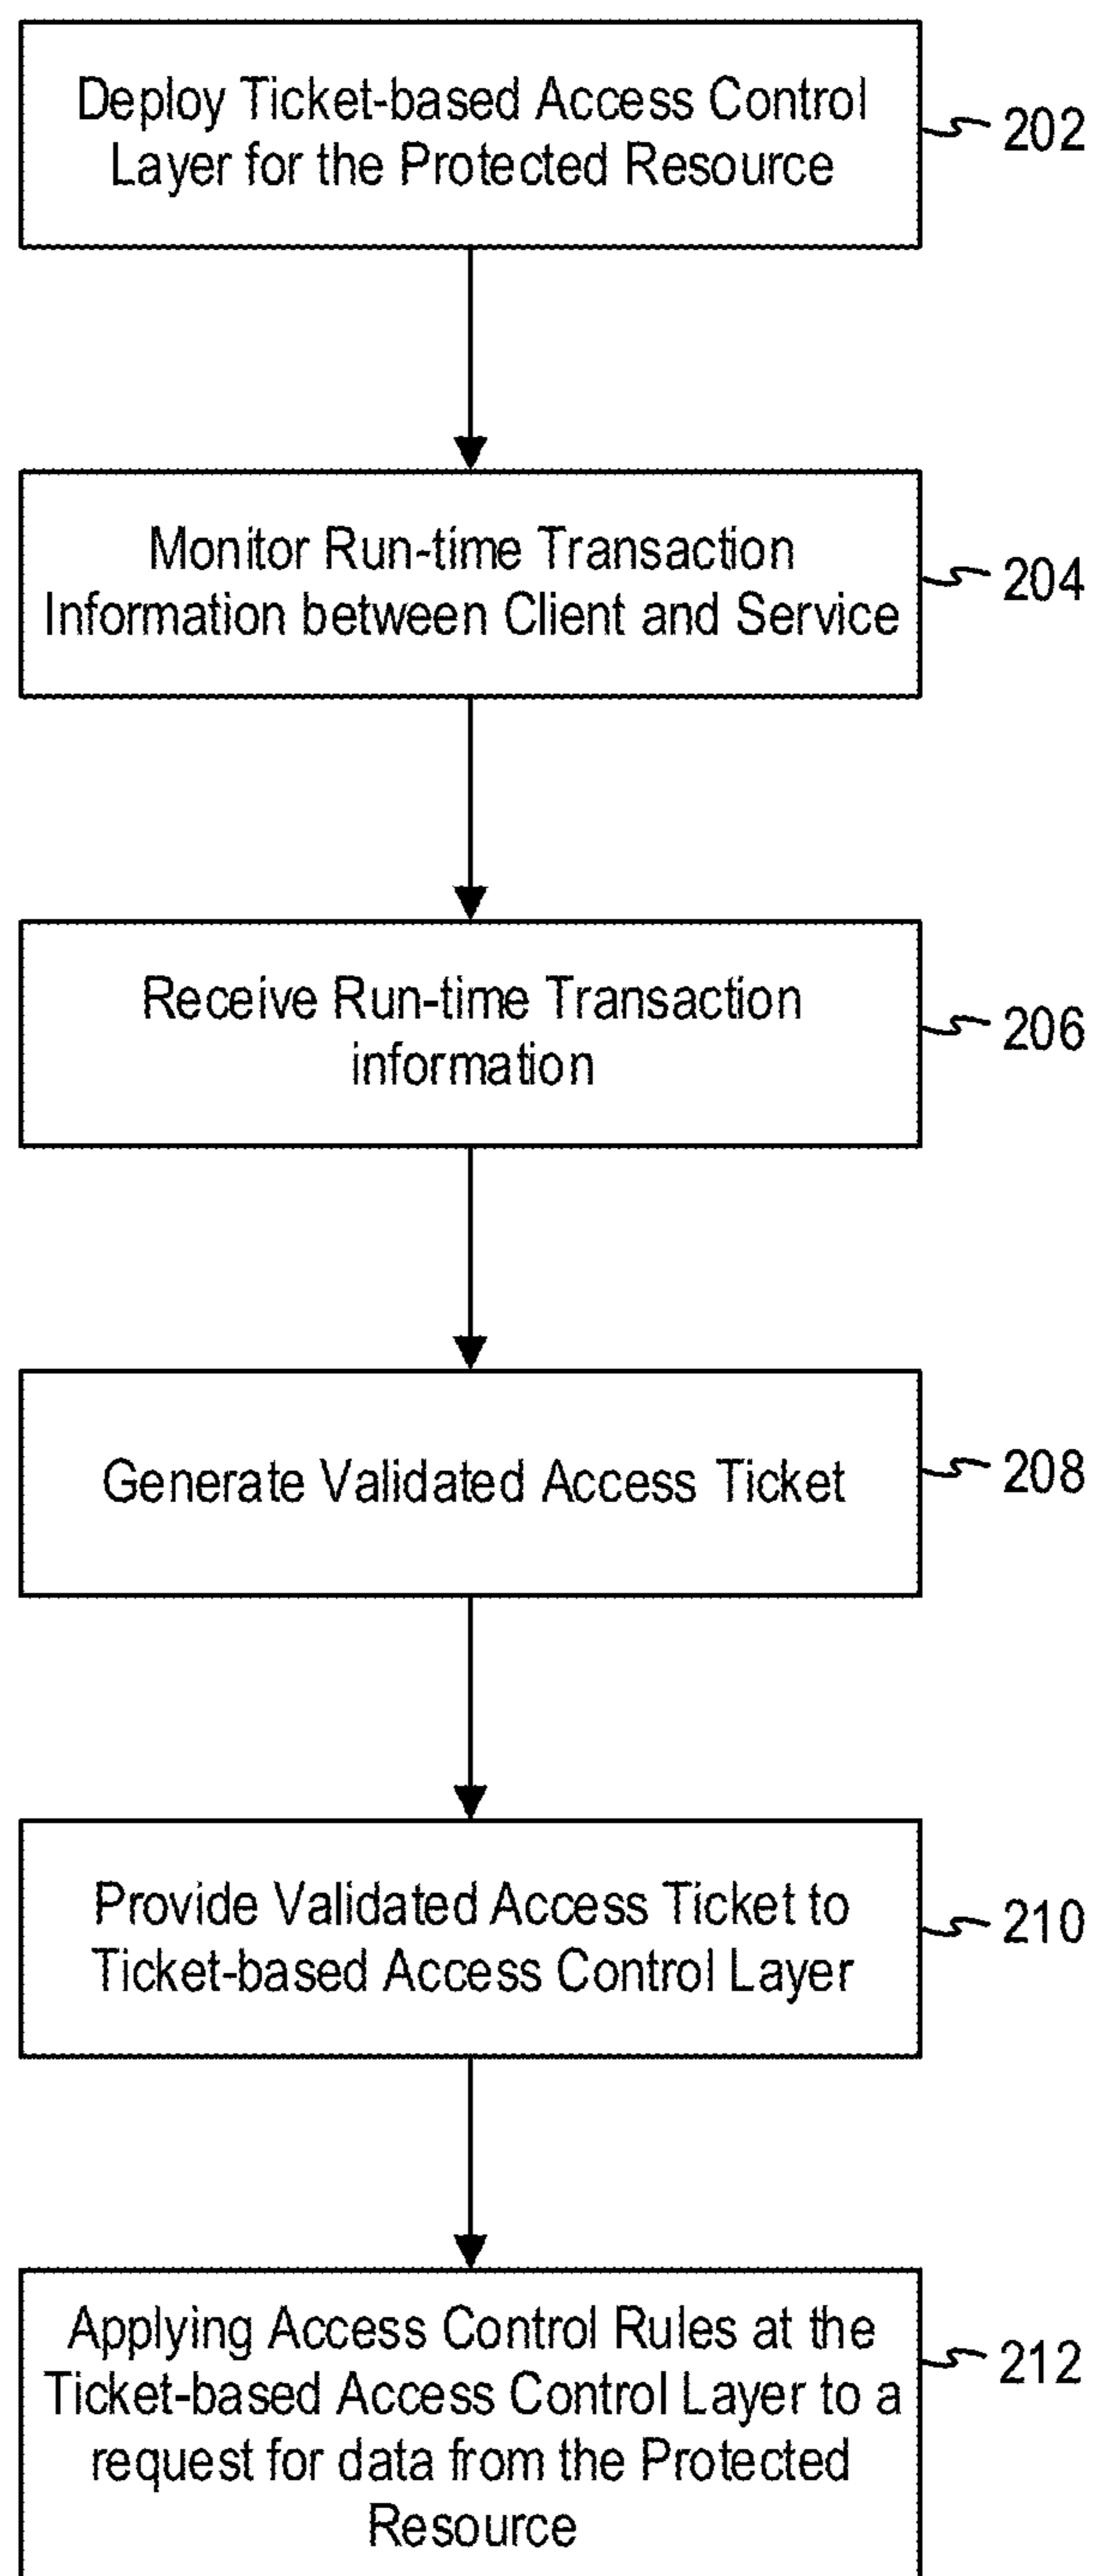 Deploy Ticket-based Access Control
Layer for the Protected Resource
202
Monitor Run-time Transaction
Information between Client and Service
204
Receive Run-time Transaction
information
206
Generate Validated Access Ticket
208
Provide Validated Access Ticket to
Ticket-based Access Control Layer
210
Applying Access Control Rules at the
Ticket-based Access Control Layer to a
request for data from the Protected
Resource
212